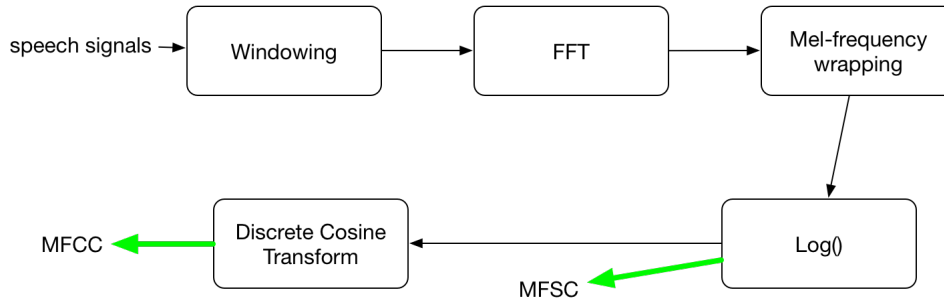 speech signals
Windowing
FFT
Mel-frequency
wrapping
MFCC
Discrete Cosine
Transform
MFSC
Log()